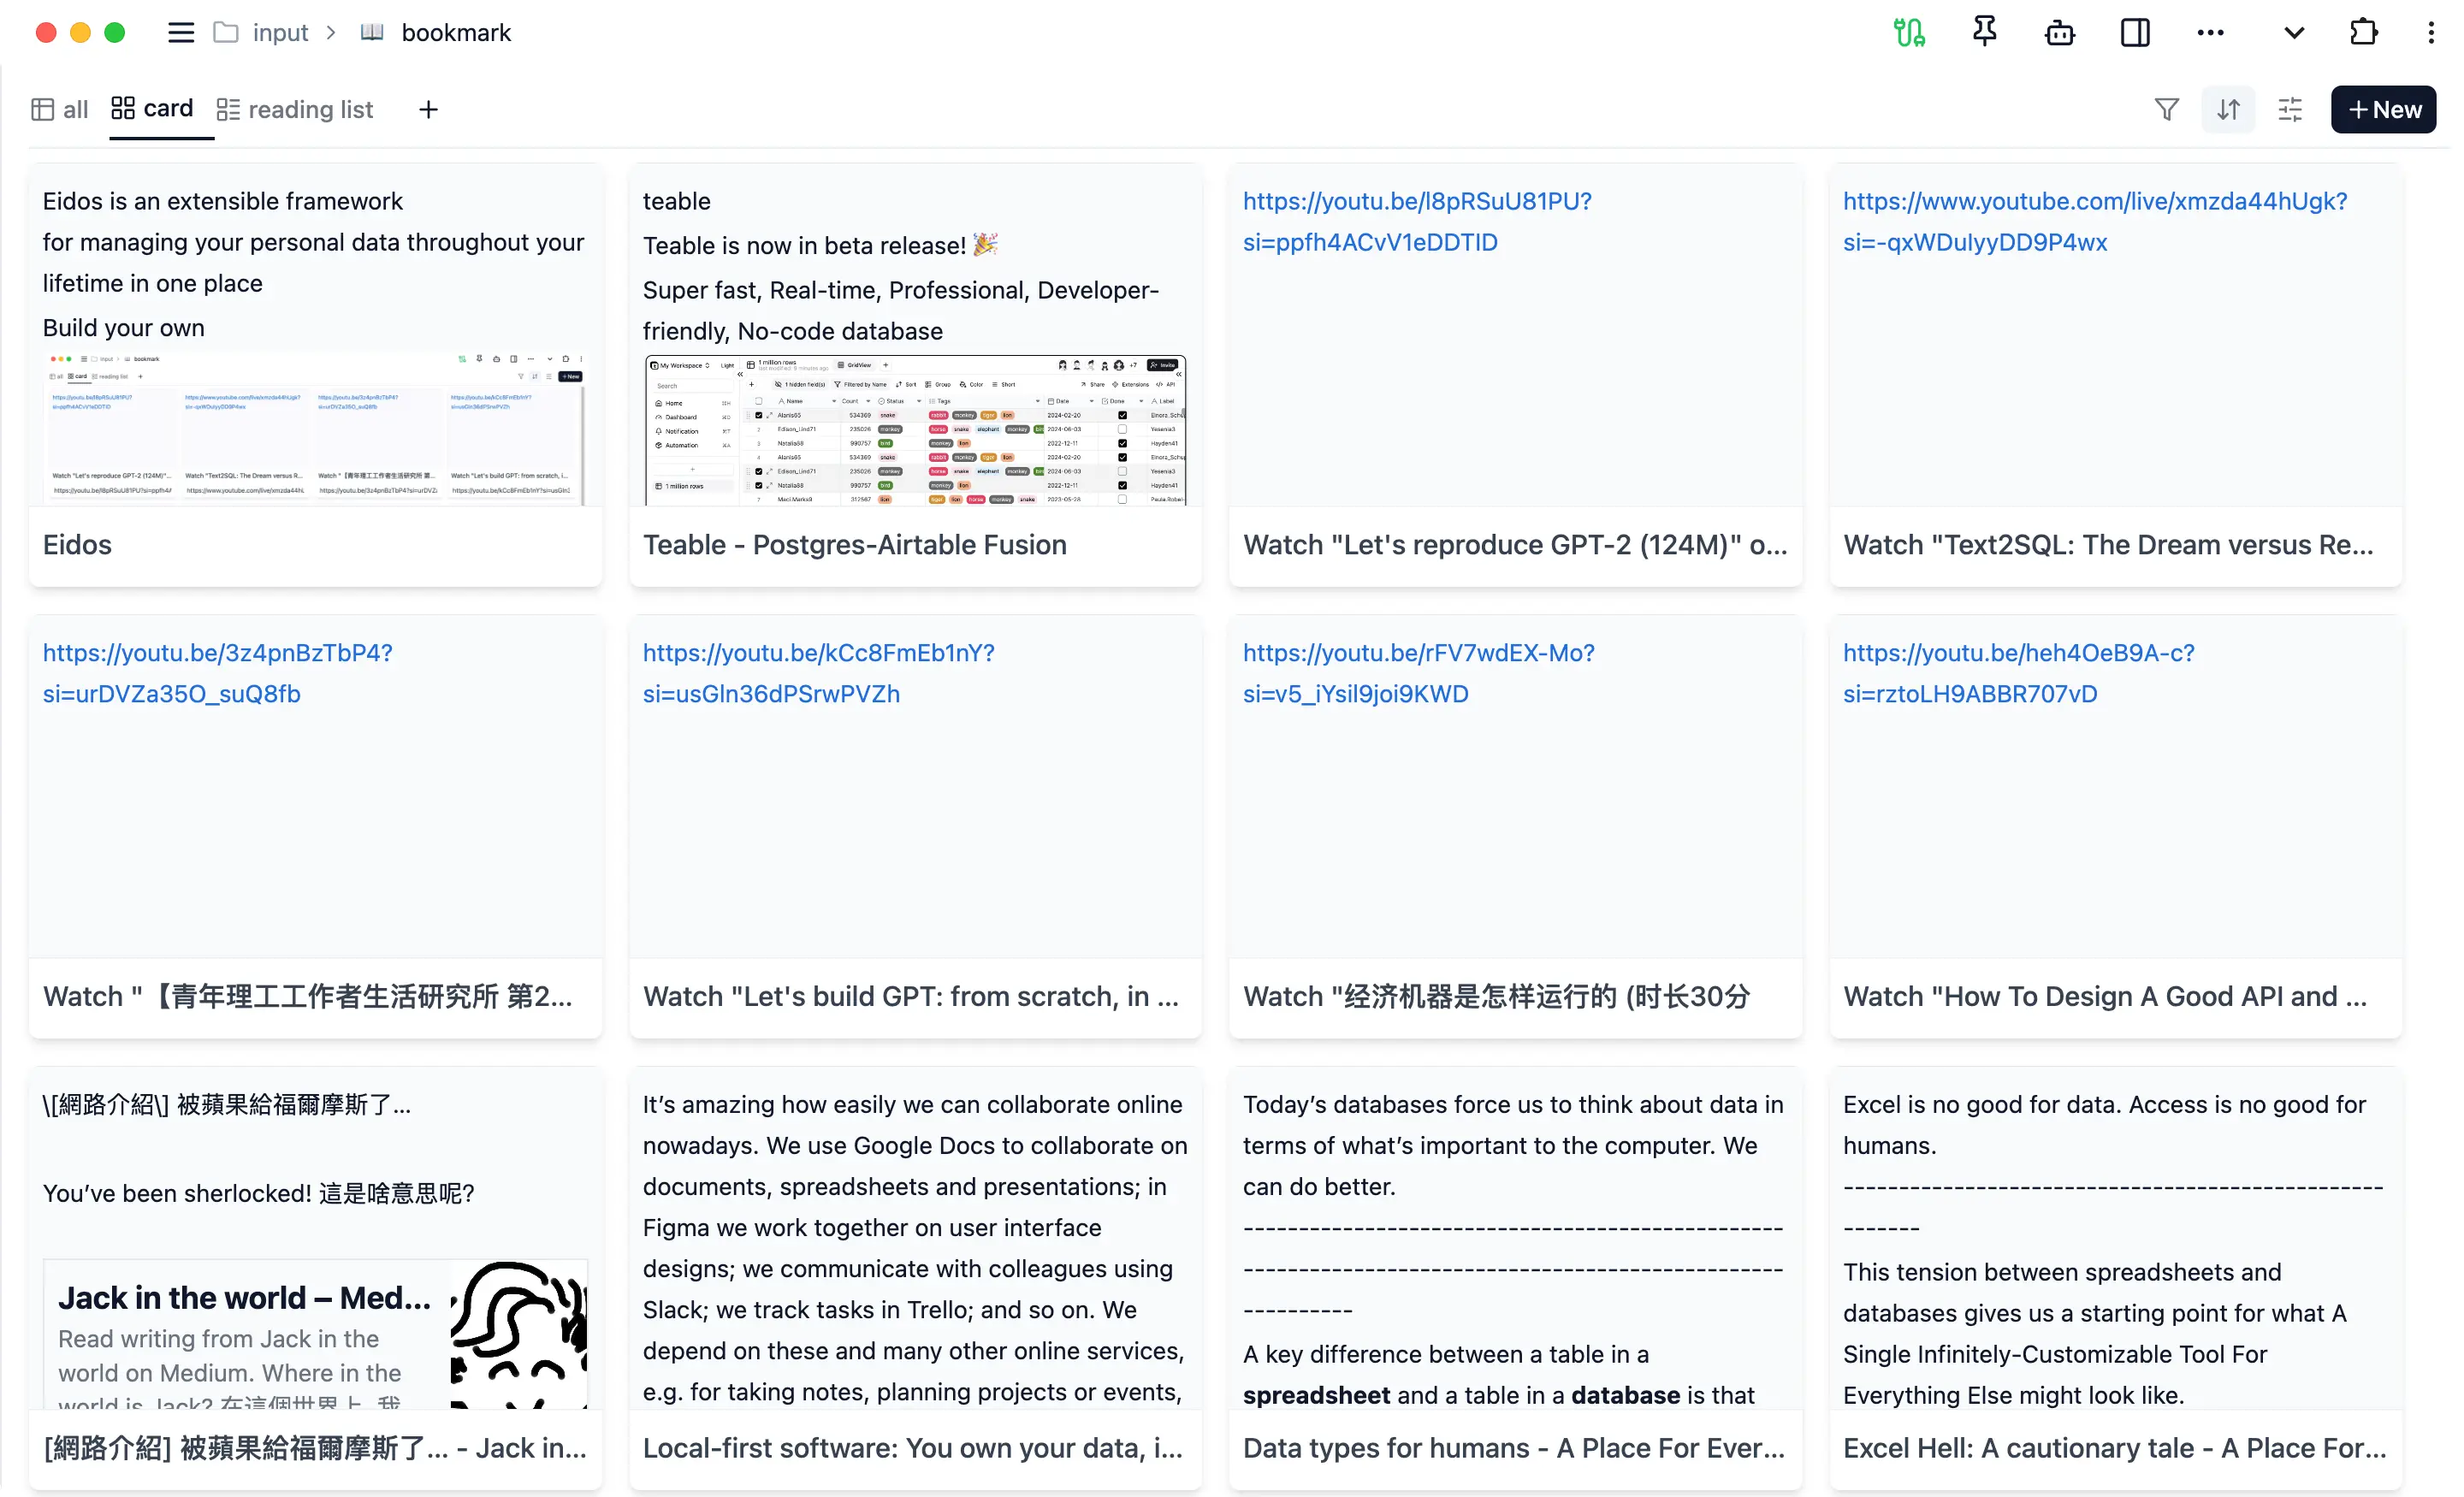 input > bookmark
all card reading list +
+ New
Eidos is an extensible framework
for managing your personal data throughout your
lifetime in one place
Build your own
Eidos
teable
Teable is now in beta release! 🎉
Super fast, Real-time, Professional, Developer-
friendly, No-code database
Teable - Postgres-Airtable Fusion
https://youtu.be/l8pRSuU81PU?
si=ppfh4ACvV1eDDTlD
Watch "Let's reproduce GPT-2 (124M)" o...
https://www.youtube.com/live/xmzda44hUgk?
si=-qxWDuIyyDD9P4wx
Watch "Text2SQL: The Dream versus Re...
https://youtu.be/3z4pnBzTbP4?
si=urDVZa35O_suQ8fb
Watch "【青年理工工作者生活研究所 第2...
https://youtu.be/kCc8FmEb1nY?
si=usGln36dPSrwPVZh
Watch "Let's build GPT: from scratch, in ...
https://youtu.be/rFV7wdEX-Mo?
si=v5_iYsil9joi9KWD
Watch "经济机器是怎样运行的 (时长30分
https://youtu.be/heh4OeB9A-c?
si=rztoLH9ABBR707vD
Watch "How To Design A Good API and ...
\[網路介紹\] 被蘋果給福爾摩斯了...
You’ve been sherlocked! 這是啥意思呢?
Jack in the world – Med...
Read writing from Jack in the
world on Medium. Where in the
world is Jack? 在這個世界上, 我
[網路介紹] 被蘋果給福爾摩斯了... - Jack in...
It’s amazing how easily we can collaborate online
nowadays. We use Google Docs to collaborate on
documents, spreadsheets and presentations; in
Figma we work together on user interface
designs; we communicate with colleagues using
Slack; we track tasks in Trello; and so on. We
depend on these and many other online services,
e.g. for taking notes, planning projects or events,
Local-first software: You own your data, i...
Today’s databases force us to think about data in
terms of what’s important to the computer. We
can do better.
-------------------------------------------------
-------------------------------------------------
----------
A key difference between a table in a
spreadsheet and a table in a database is that
Data types for humans - A Place For Ever...
Excel is no good for data. Access is no good for
humans.
-------------------------------------------------
-------
This tension between spreadsheets and
databases gives us a starting point for what A
Single Infinitely-Customizable Tool For
Everything Else might look like.
Excel Hell: A cautionary tale - A Place For...